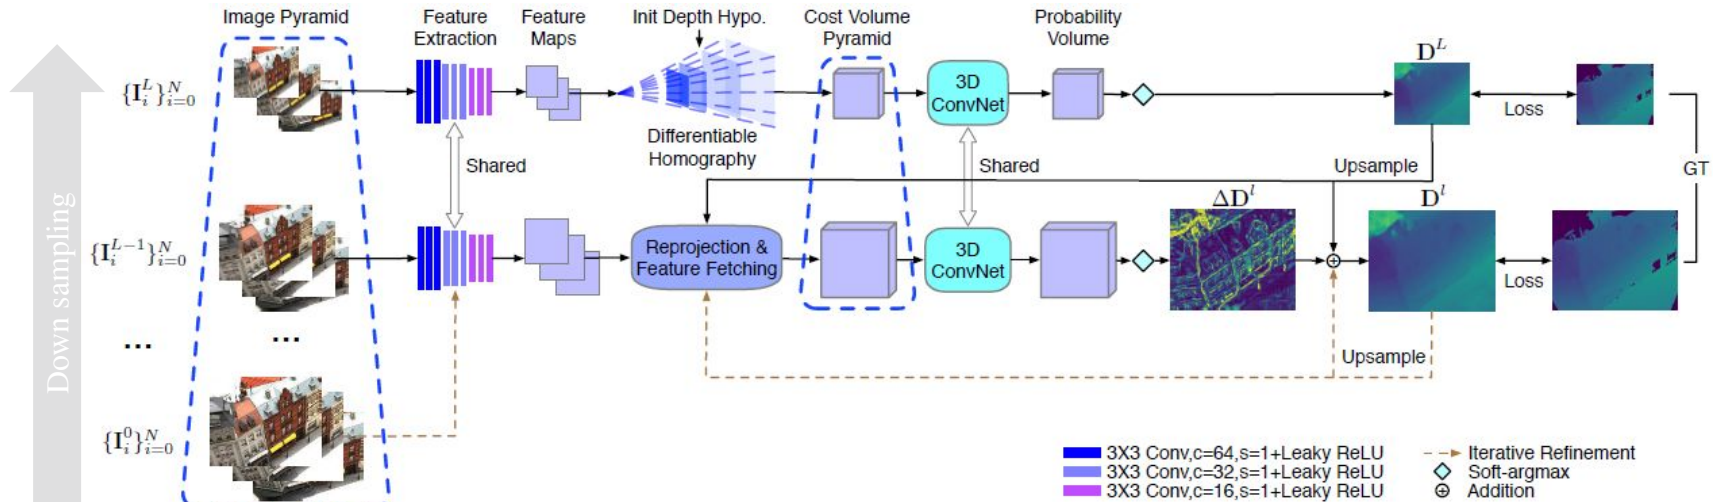 Image Pyramid
Feature
Extraction
Feature
Maps
Init Depth Hypo.
Cost Volume
Pyramid
Probability
Volume
{I_i^L}_{i=0}^N
3D
ConvNet
D^L
Loss
Differentiable
Homography
Shared
Shared
Upsample
GT
Down sampling
{I_i^{L-1}}_{i=0}^N
Reprojection &
Feature Fetching
3D
ConvNet
ΔD^l
D^l
Loss
...
...
Upsample
{I_i^0}_{i=0}^N
3X3 Conv,c=64,s=1+Leaky ReLU
3X3 Conv,c=32,s=1+Leaky ReLU
3X3 Conv,c=16,s=1+Leaky ReLU
Iterative Refinement
Soft-argmax
Addition